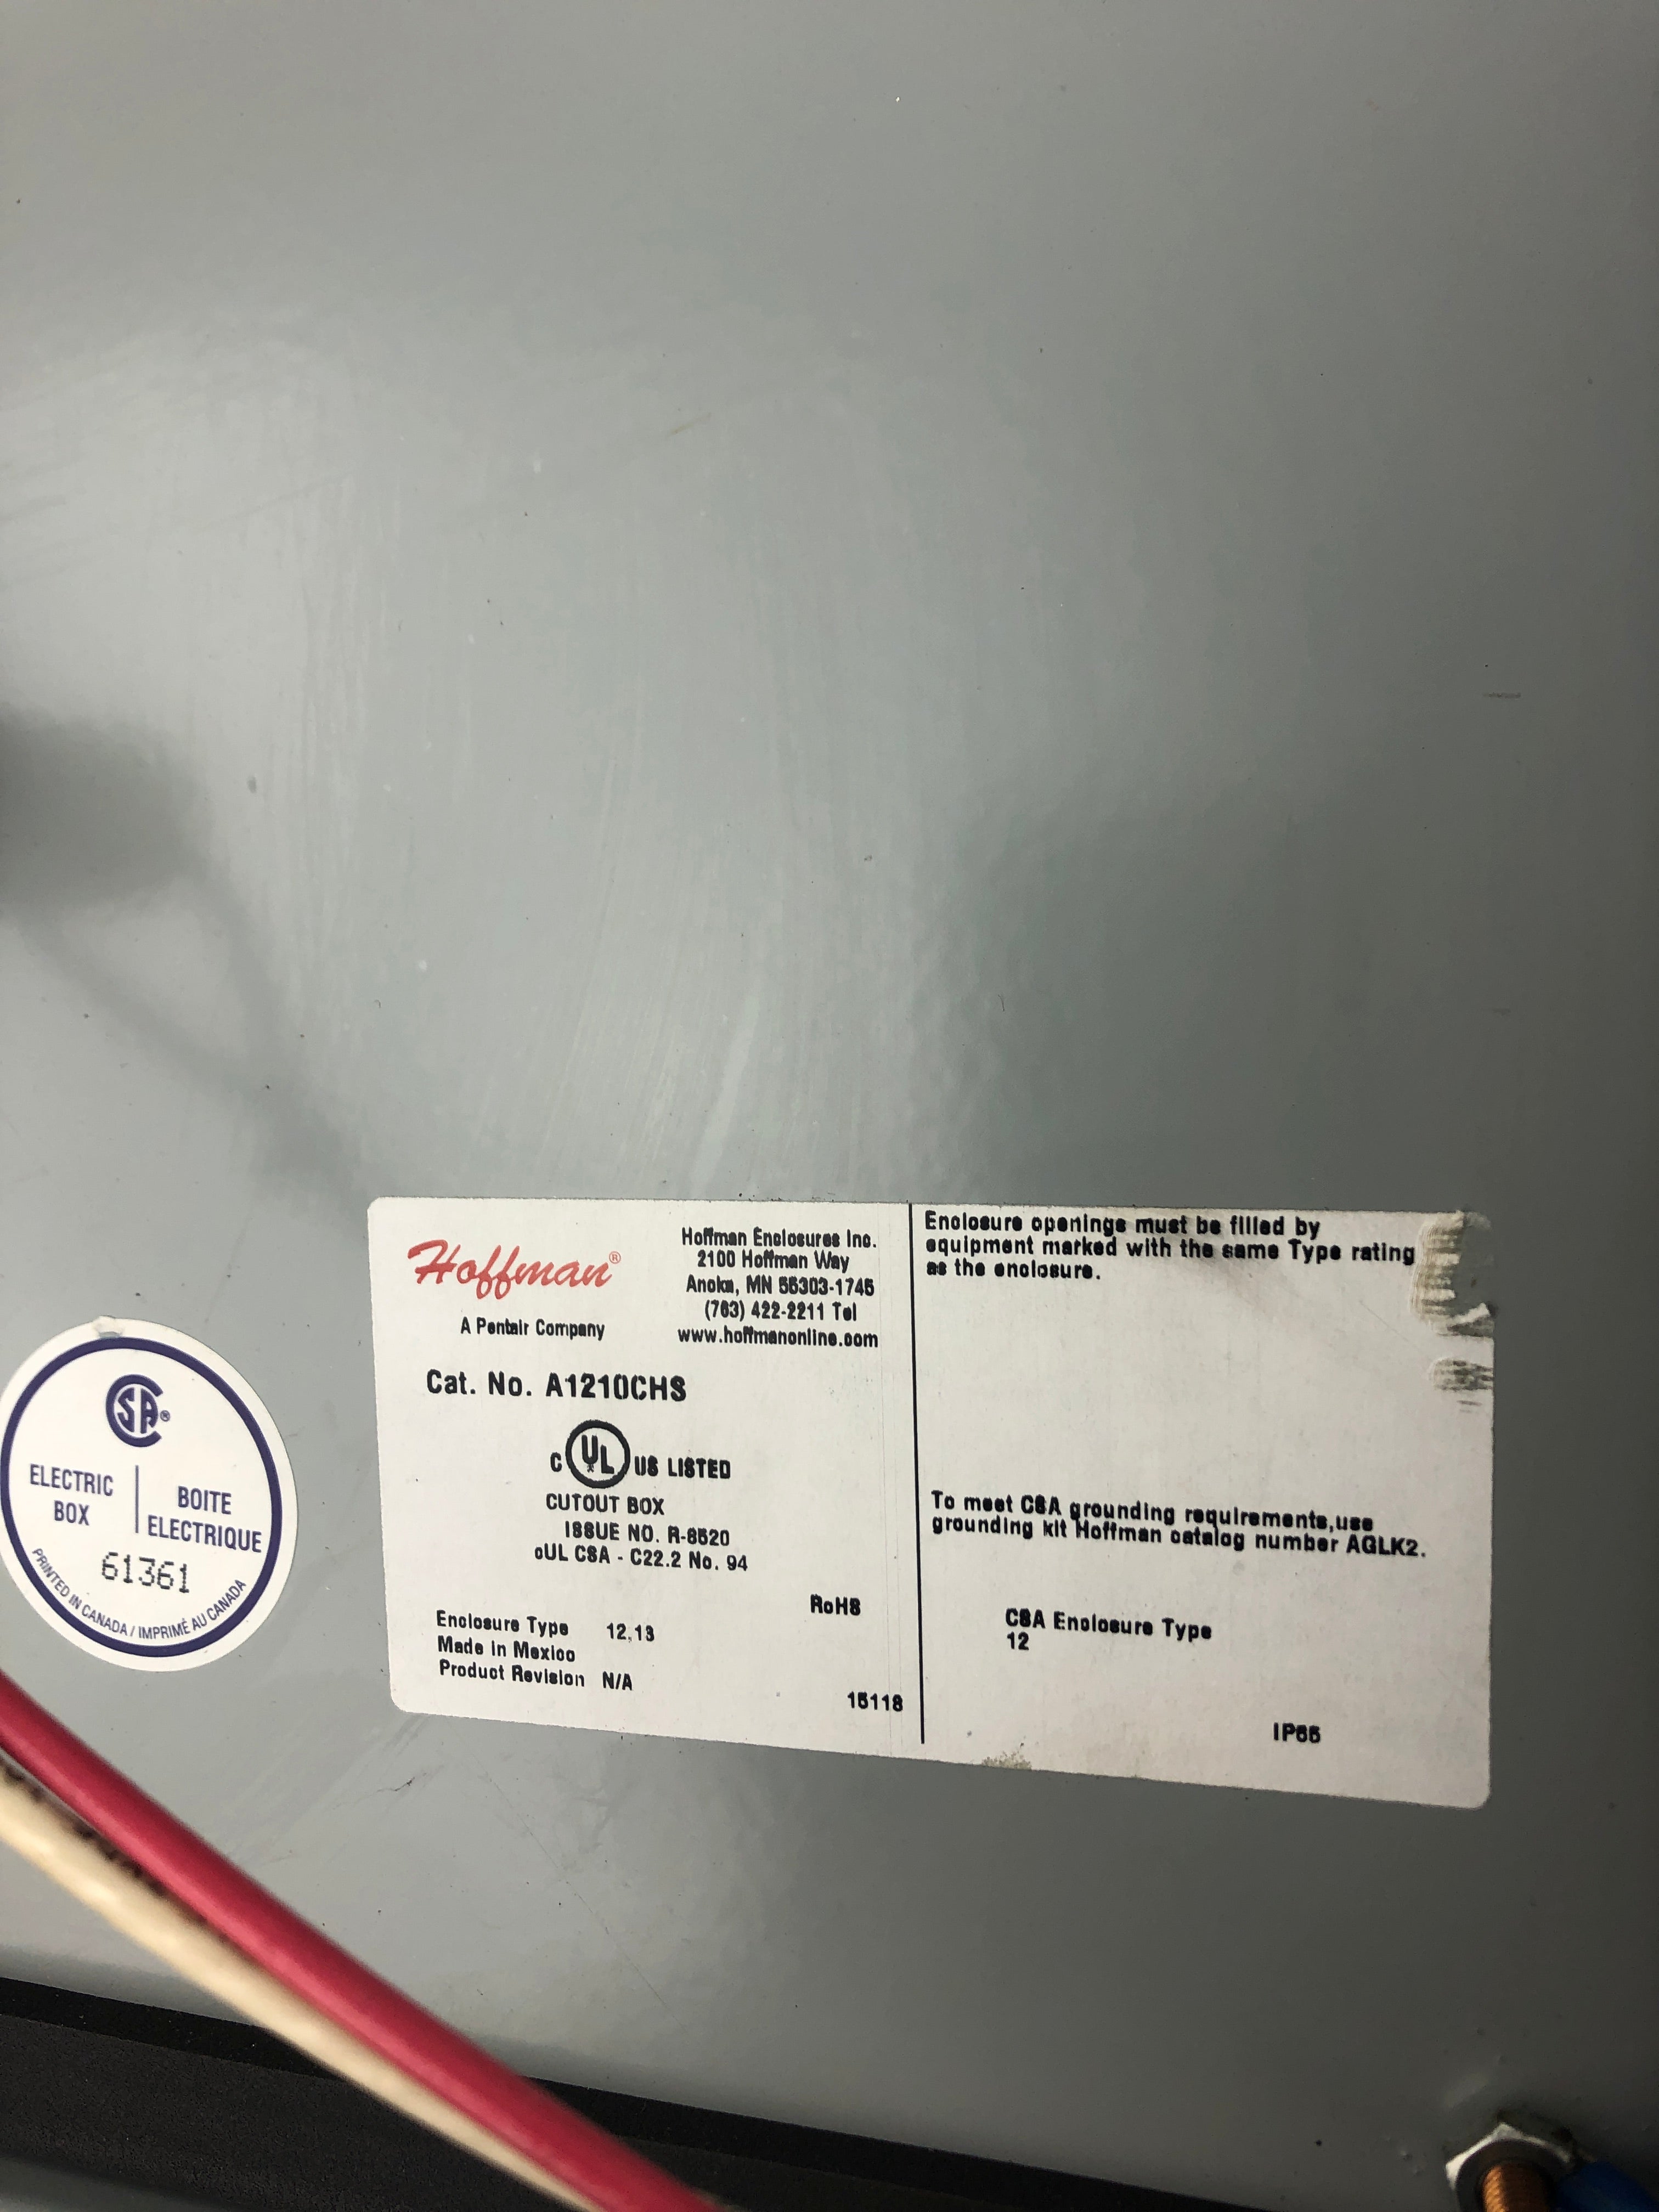 Hoffman®
A Pentair Company
Hoffman Enclosures Inc.
2100 Hoffman Way
Anoka, MN 55303-1745
(763) 422-2211 Tel
www.hoffmanonline.com
Cat. No. A1210CHS
C UL US LISTED
CUTOUT BOX
ISSUE NO. R-8520
cUL CSA - C22.2 No. 94
RoHS
Enclosure Type 12,13
Made in Mexico
Product Revision N/A
15118
Enclosure openings must be filled by
equipment marked with the same Type rating
as the enclosure.
To meet CSA grounding requirements,use
grounding kit Hoffman catalog number AGLK2.
CSA Enclosure Type
12
IP65
CSA®
ELECTRIC
BOX
BOITE
ELECTRIQUE
61361
PRINTED IN CANADA / IMPRIMÉ AU CANADA